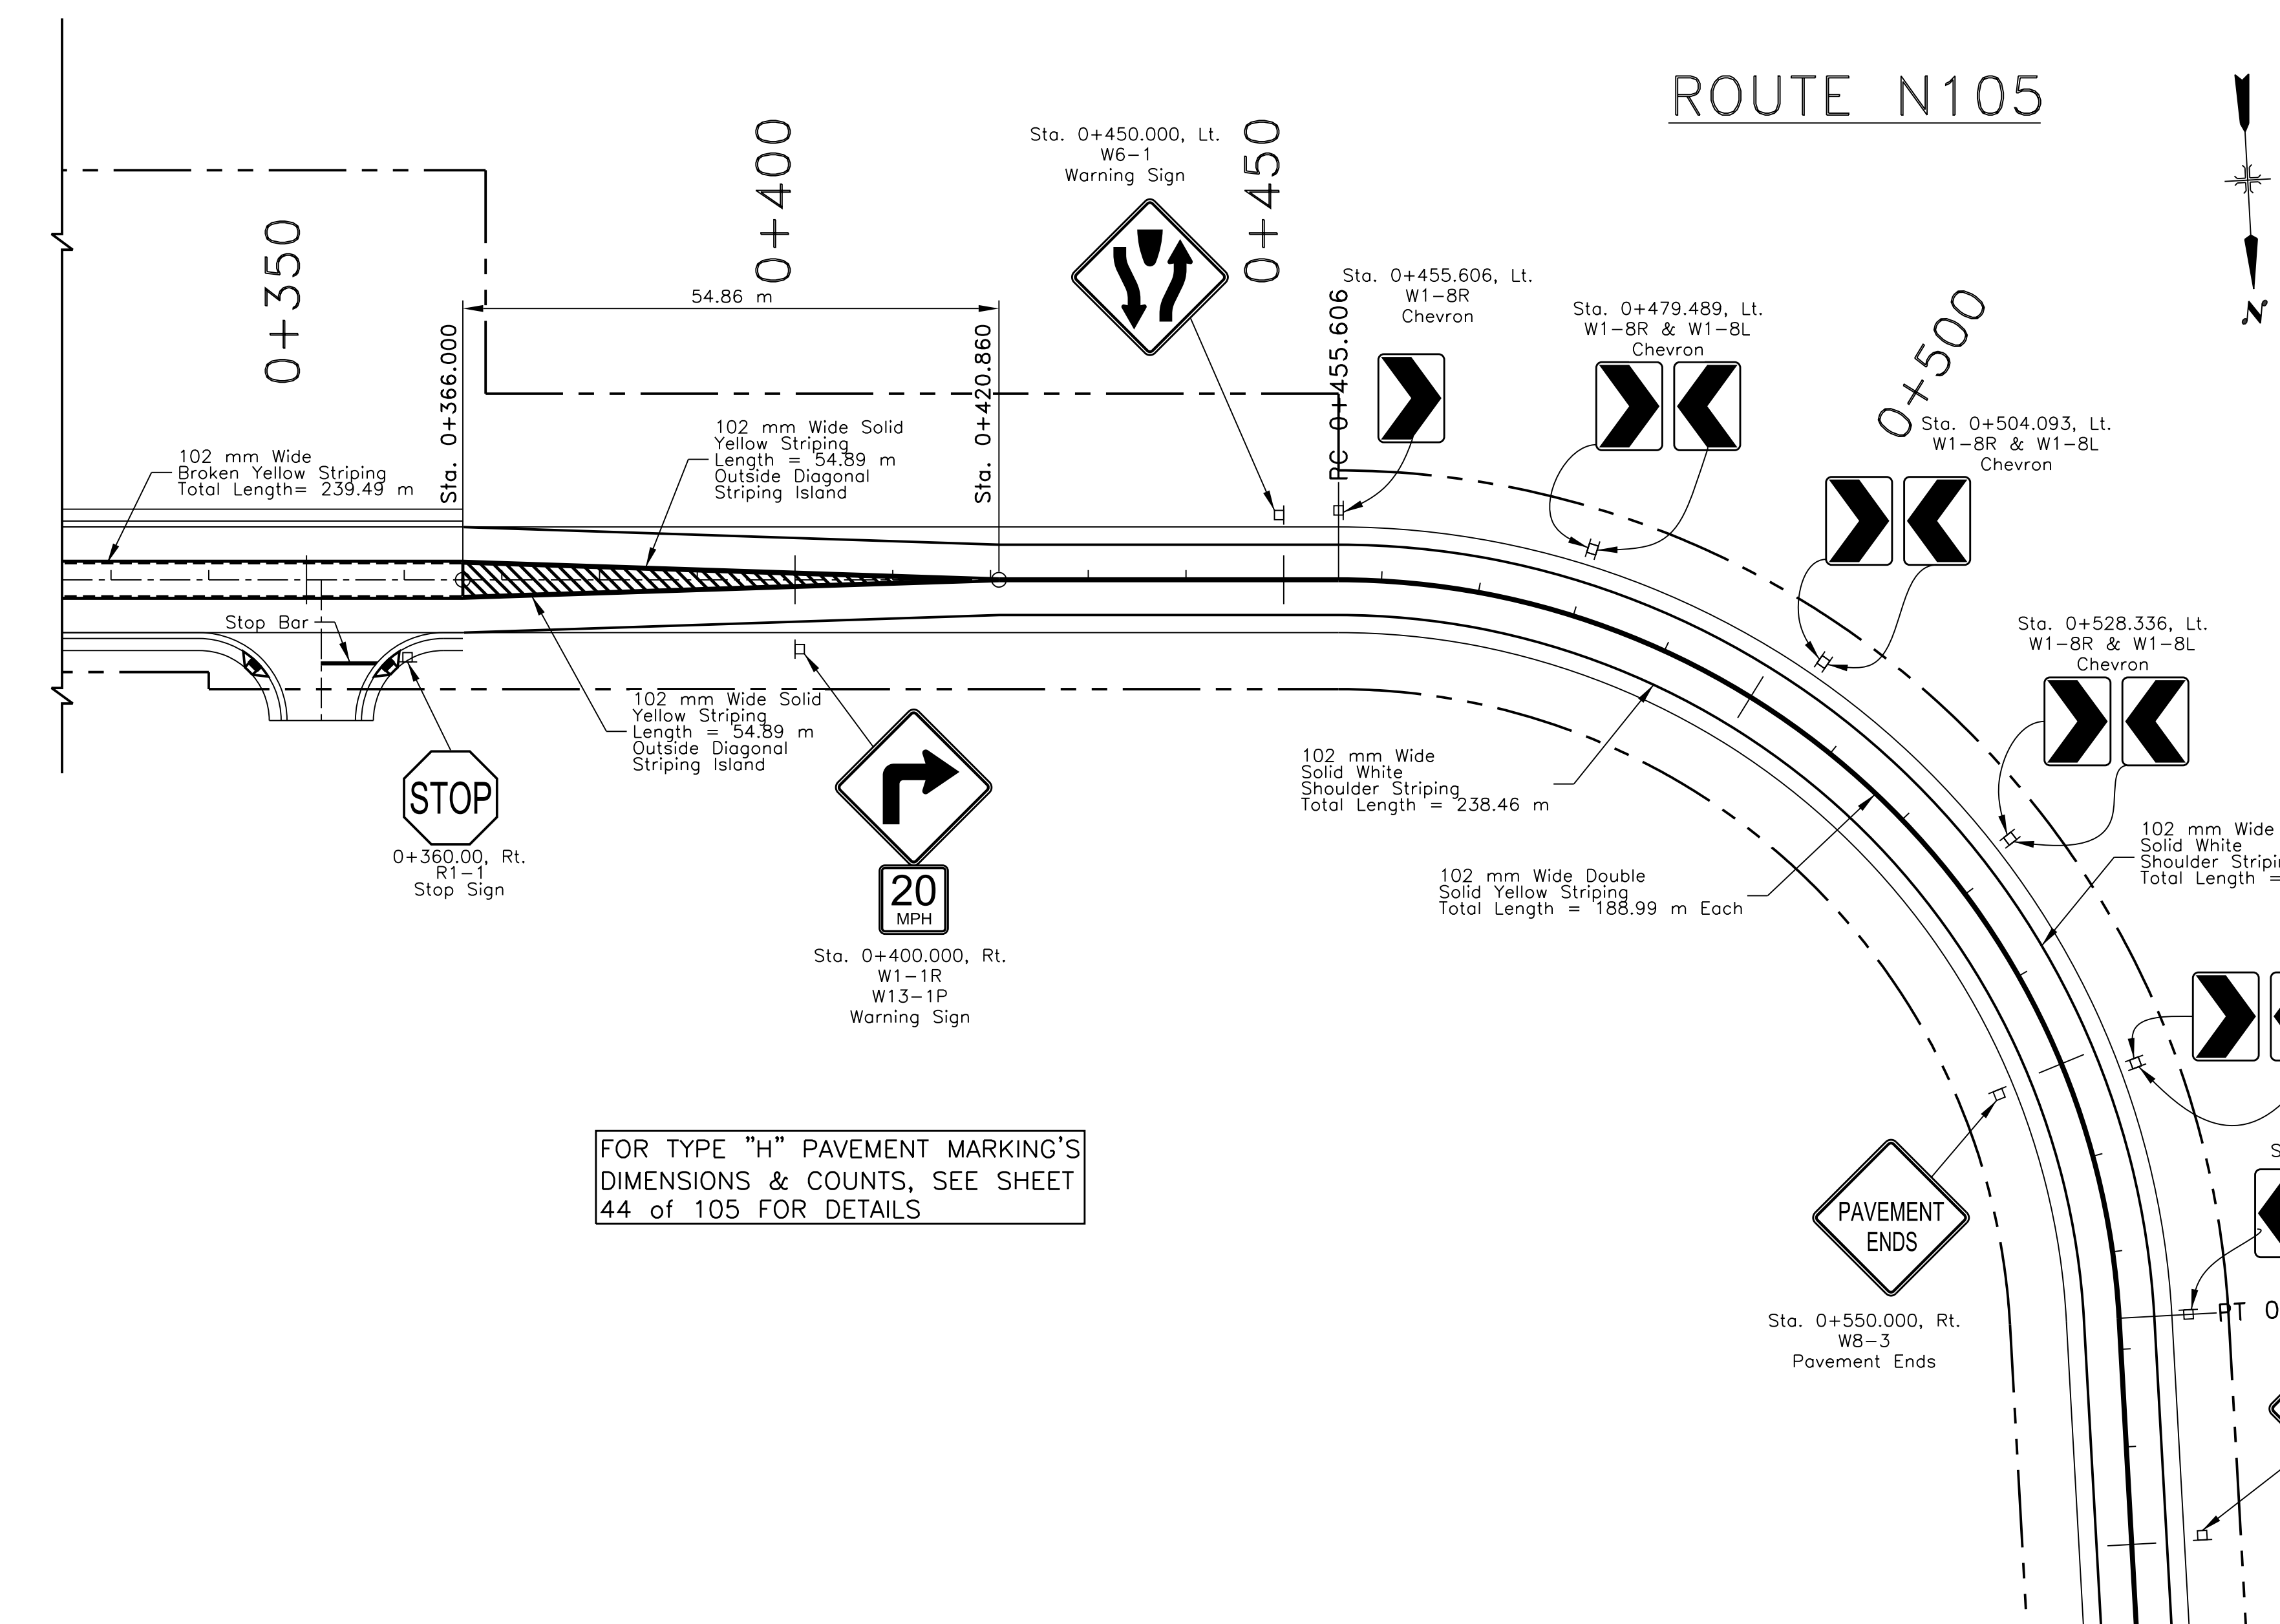 ROUTE N105
0+350
0+400
0+450
0+500
Sta. 0+450.000, Lt.
W6-1
Warning Sign
Sta. 0+455.606, Lt.
W1-8R
Chevron
Sta. 0+479.489, Lt.
W1-8R & W1-8L
Chevron
Sta. 0+504.093, Lt.
W1-8R & W1-8L
Chevron
Sta. 0+528.336, Lt.
W1-8R & W1-8L
Chevron
N
54.86 m
Sta. 0+366.000
Sta. 0+420.860
PC 0+455.606
102 mm Wide
Broken Yellow Striping
Total Length= 239.49 m
102 mm Wide Solid
Yellow Striping
Length = 54.89 m
Outside Diagonal
Striping Island
Stop Bar
102 mm Wide Solid
Yellow Striping
Length = 54.89 m
Outside Diagonal
Striping Island
STOP
0+360.00, Rt.
R1-1
Stop Sign
20
MPH
Sta. 0+400.000, Rt.
W1-1R
W13-1P
Warning Sign
102 mm Wide
Solid White
Shoulder Striping
Total Length = 238.46 m
102 mm Wide Double
Solid Yellow Striping
Total Length = 188.99 m Each
102 mm Wide
Solid White
Shoulder Stripi
Total Length =
FOR TYPE "H" PAVEMENT MARKING'S
DIMENSIONS & COUNTS, SEE SHEET
44 of 105 FOR DETAILS
PAVEMENT
ENDS
Sta. 0+550.000, Rt.
W8-3
Pavement Ends
S
PT 0